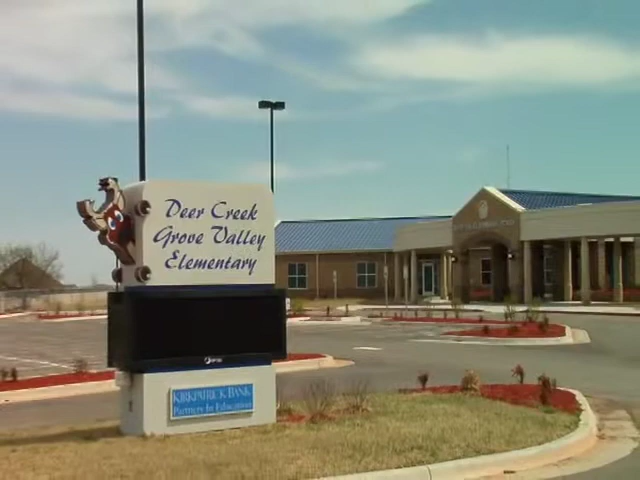 Deer Creek
Grove Valley
Elementary
KIRKPATRICK BANK
Partners In Education